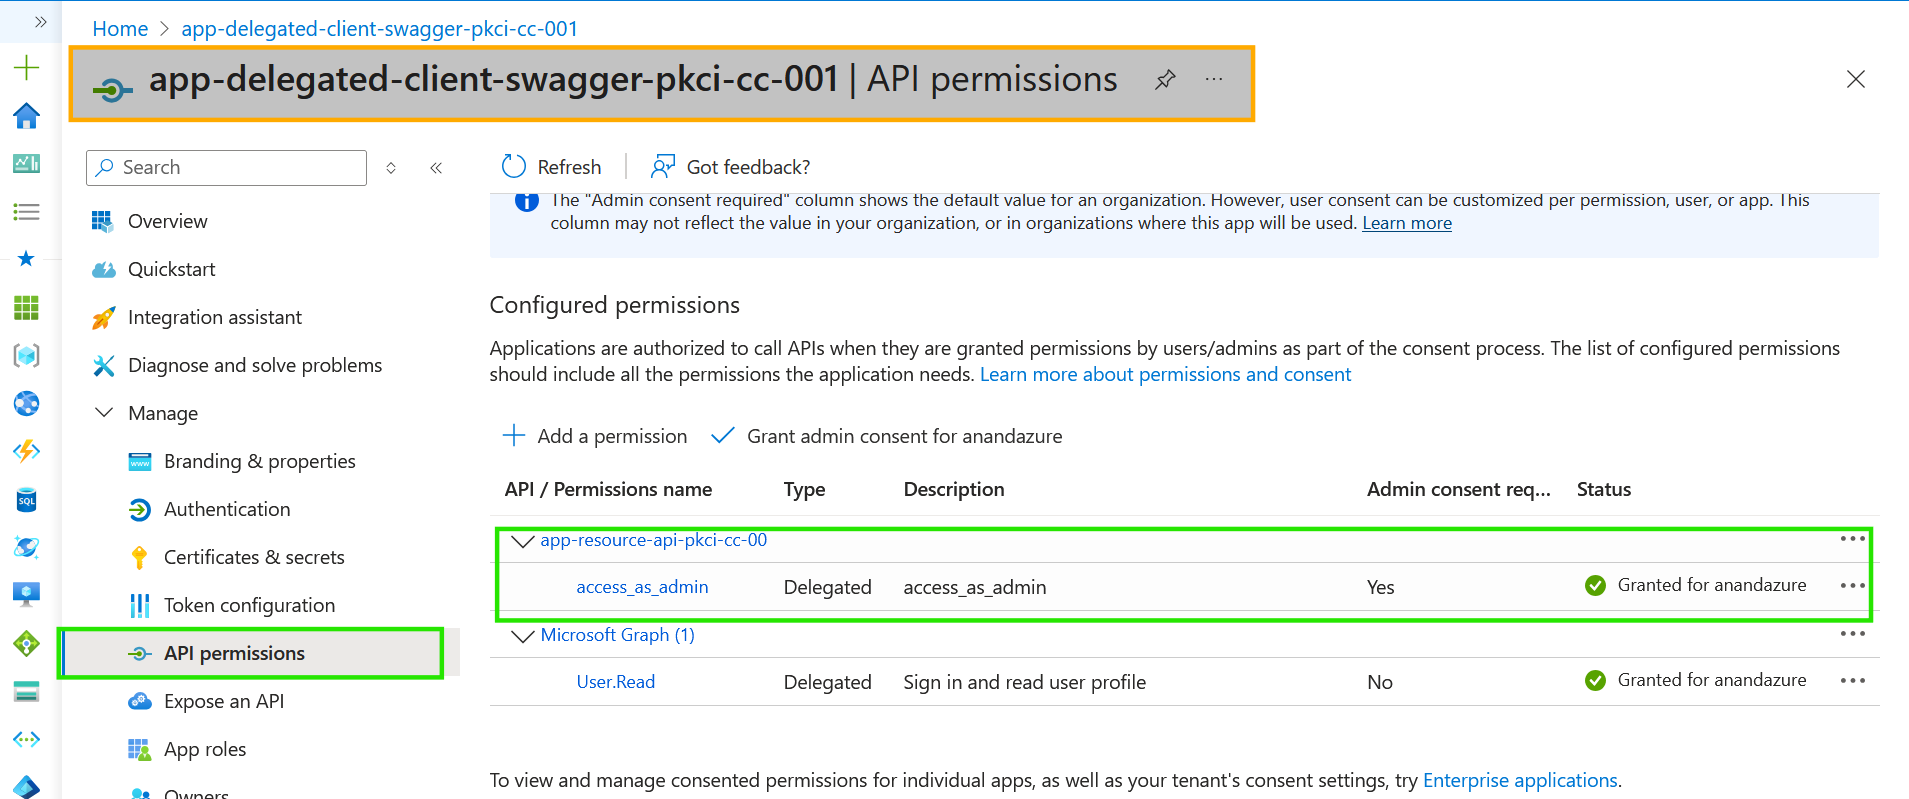 Home > app-delegated-client-swagger-pkci-cc-001
app-delegated-client-swagger-pkci-cc-001 | API permissions
Search
Refresh
Got feedback?
The "Admin consent required" column shows the default value for an organization. However, user consent can be customized per permission, user, or app. This
column may not reflect the value in your organization, or in organizations where this app will be used. Learn more
Overview
Quickstart
Integration assistant
Diagnose and solve problems
Manage
Branding & properties
Authentication
Certificates & secrets
Token configuration
API permissions
Expose an API
App roles
Owners
Configured permissions
Applications are authorized to call APIs when they are granted permissions by users/admins as part of the consent process. The list of configured permissions
should include all the permissions the application needs. Learn more about permissions and consent
Add a permission
Grant admin consent for anandazure
API / Permissions name Type Description Admin consent req... Status
app-resource-api-pkci-cc-00
access_as_admin Delegated access_as_admin Yes Granted for anandazure
Microsoft Graph (1)
User.Read Delegated Sign in and read user profile No Granted for anandazure
To view and manage consented permissions for individual apps, as well as your tenant's consent settings, try Enterprise applications.
SQL
www